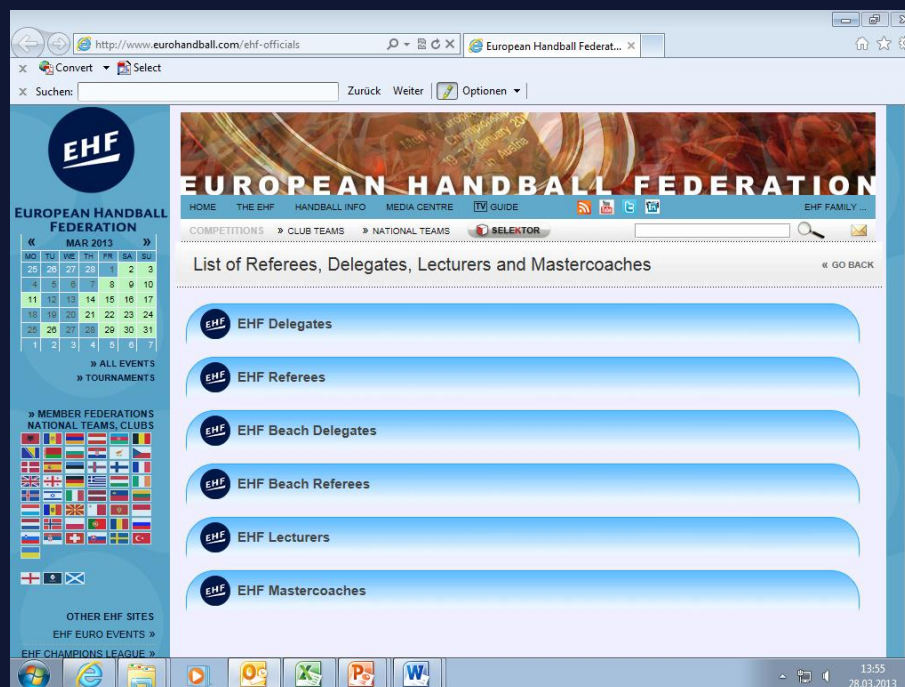 http://www.eurohandball.com/ehf-officials
European Handball Federat...
Convert Select
Suchen: Zurück Weiter Optionen
EHF
EUROPEAN HANDBALL
FEDERATION
« MAR 2013 »
MO TU WE TH FR SA SU
25 26 27 28 1 2 3
4 5 6 7 8 9 10
11 12 13 14 15 16 17
18 19 20 21 22 23 24
25 26 27 28 29 30 31
1 2 3 4 5 6 7
» ALL EVENTS
» TOURNAMENTS
» MEMBER FEDERATIONS
NATIONAL TEAMS, CLUBS
OTHER EHF SITES
EHF EURO EVENTS »
EHF CHAMPIONS LEAGUE »
EUROPEAN HANDBALL FEDERATION
HOME THE EHF HANDBALL INFO MEDIA CENTRE TV GUIDE EHF FAMILY ...
COMPETITIONS » CLUB TEAMS » NATIONAL TEAMS SELEKTOR
List of Referees, Delegates, Lecturers and Mastercoaches « GO BACK
EHF EHF Delegates
EHF EHF Referees
EHF EHF Beach Delegates
EHF EHF Beach Referees
EHF EHF Lecturers
EHF EHF Mastercoaches
13:55
28.03.2013